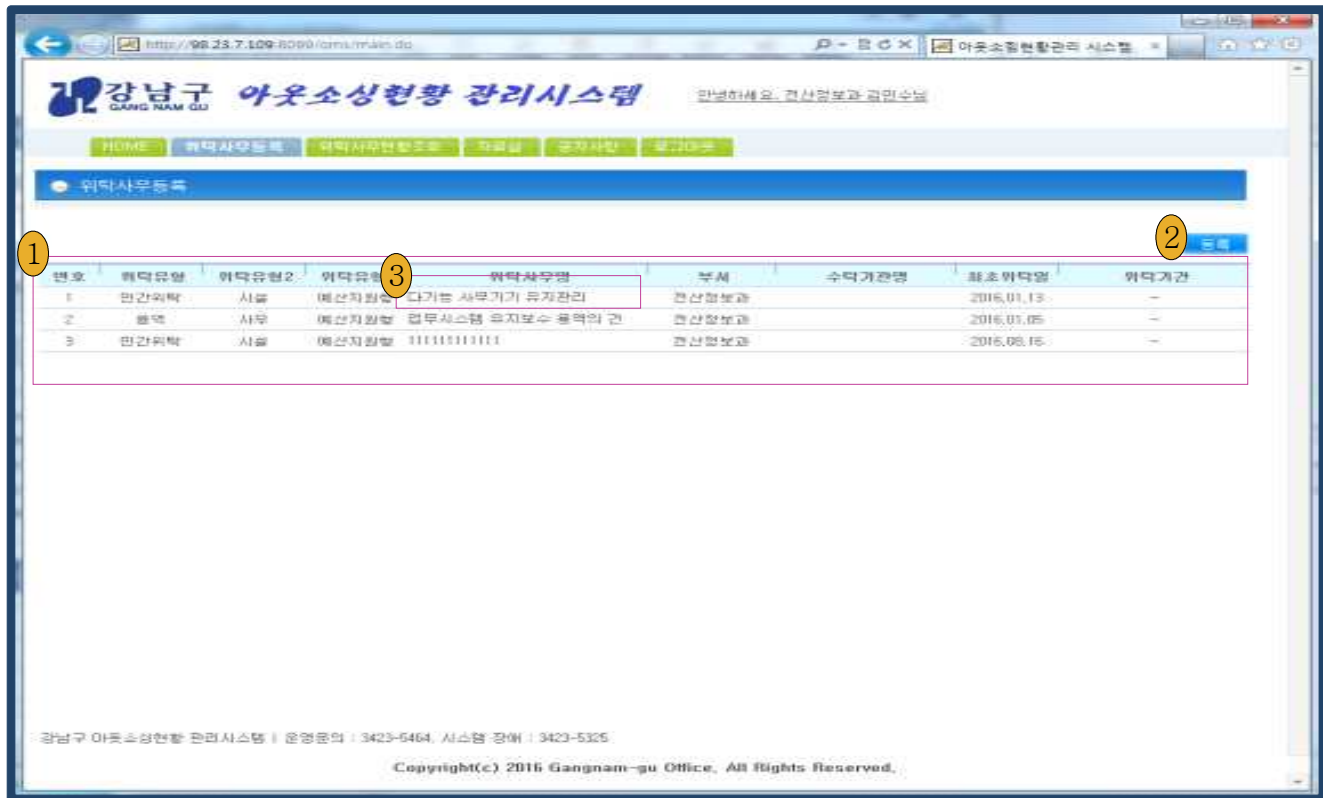 http://98.23.7.109:8090/oms/main.do
아웃소싱현황관리 시스템
강남구 GANG NAM GU 아웃소싱현황 관리시스템 안녕하세요. 전산정보과 김민수님
HOME 위탁사무등록 위탁사무현황조회 자료실 공지사항 로그아웃
위탁사무등록
2 등록
1
번호 위탁유형 위탁유형2 위탁유형 3 위탁사무명 부서 수탁기관명 최초위탁일 위탁기간
1 민간위탁 시설 예산지원형 다기능 사무기기 유지관리 전산정보과 2016.01.13 ~
2 용역 사무 예산지원형 업무시스템 유지보수 용역의 건 전산정보과 2016.01.05 ~
3 민간위탁 시설 예산지원형 111111111111 전산정보과 2016.08.16 ~
강남구 아웃소싱현황 관리시스템 | 운영문의 : 3423-5464, 시스템 장애 : 3423-5325
Copyright(c) 2016 Gangnam-gu Office, All Rights Reserved.